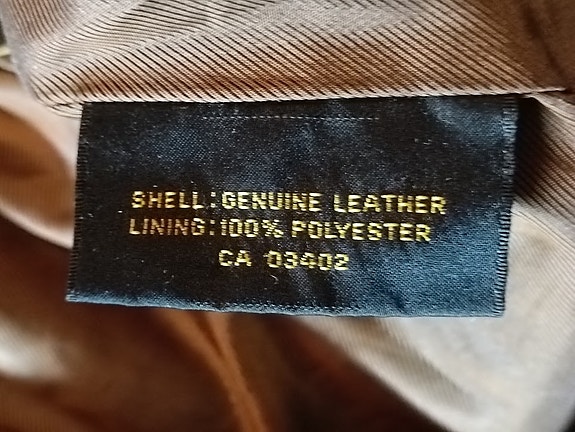 SHELL:GENUINE LEATHER
LINING:100% POLYESTER
CA 03402